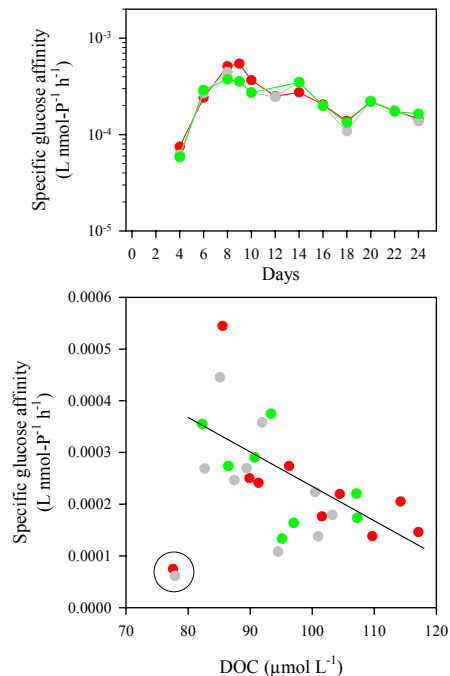 Specific glucose affinity
(L nmol-P⁻¹ h⁻¹)
10⁻³
10⁻⁴
10⁻⁵
0 2 4 6 8 10 12 14 16 18 20 22 24
Days
Specific glucose affinity
(L nmol-P⁻¹ h⁻¹)
0.0006
0.0005
0.0004
0.0003
0.0002
0.0001
0.0000
70 80 90 100 110 120
DOC (µmol L⁻¹)